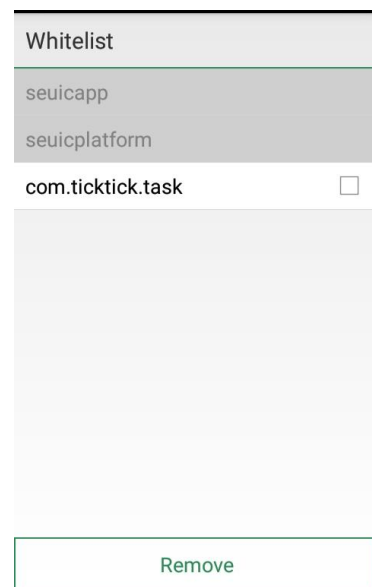 Whitelist
seuicapp
seuicplatform
com.ticktick.task
Remove